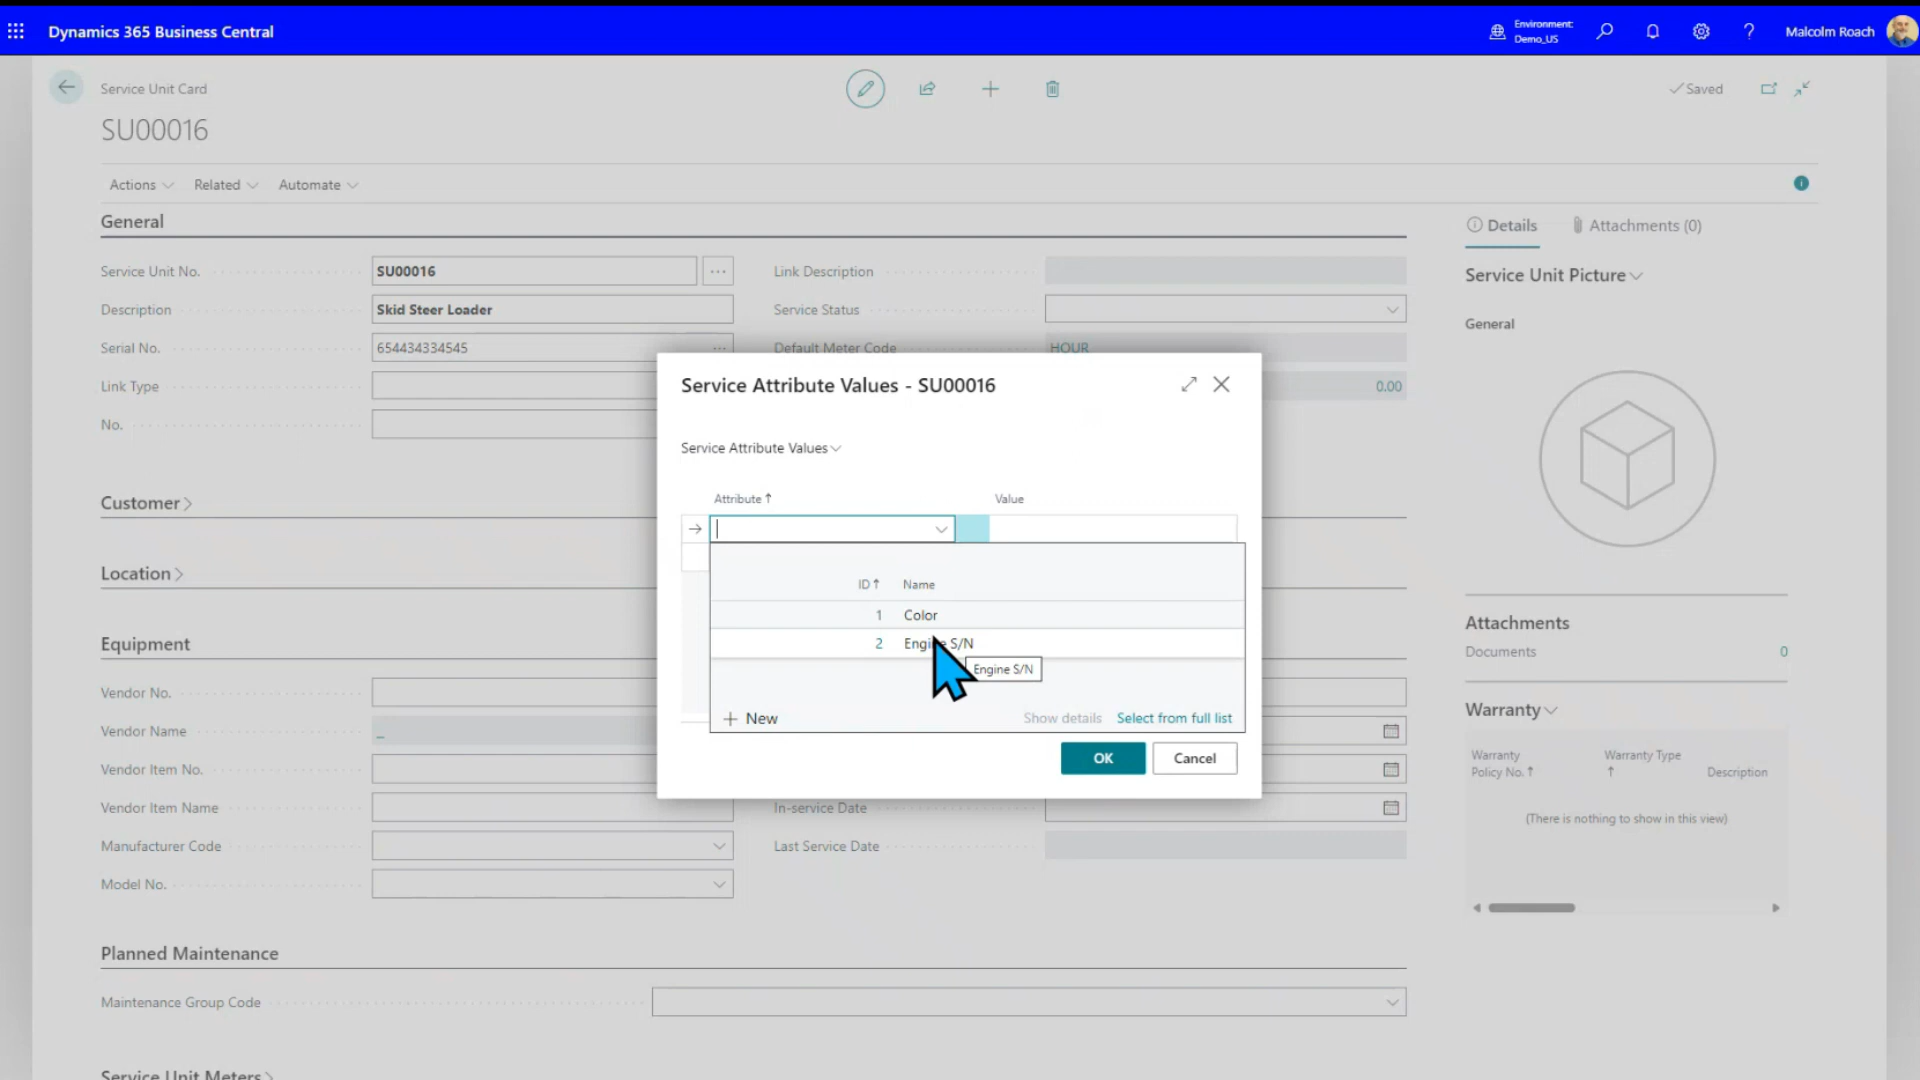 Dynamics 365 Business Central
Environment:
Demo_US
?
Malcolm Roach
Service Unit Card
Saved
SU00016
Actions
Related
Automate
General
Service Unit No.
SU00016
Link Description
Description
Skid Steer Loader
Service Status
Serial No.
654434334545
Default Meter Code
HOUR
Link Type
0.00
No.
Customer
Location
Equipment
Vendor No.
Vendor Name
Vendor Item No.
Vendor Item Name
In-service Date
Manufacturer Code
Last Service Date
Model No.
Planned Maintenance
Maintenance Group Code
Service Unit Meters
Service Attribute Values - SU00016
Service Attribute Values
Attribute ↑
Value
ID ↑
Name
1 Color
2 Engine S/N
Engine S/N
+ New
Show details
Select from full list
OK
Cancel
Details
Attachments (0)
Service Unit Picture
General
Attachments
Documents
0
Warranty
Warranty
Policy No. ↑
Warranty Type
↑
Description
(There is nothing to show in this view)